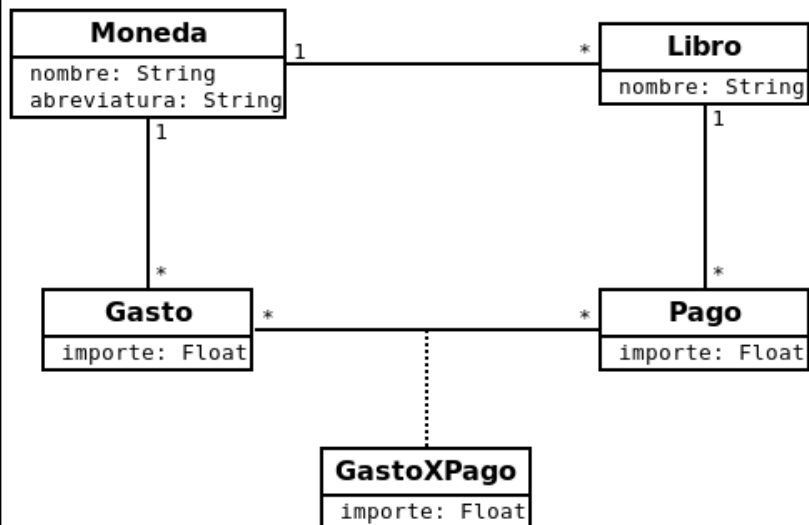 Moneda
nombre: String
abreviatura: String
1
*
Libro
nombre: String
1
1
*
*
Gasto
importe: Float
*
*
Pago
importe: Float
GastoXPago
importe: Float